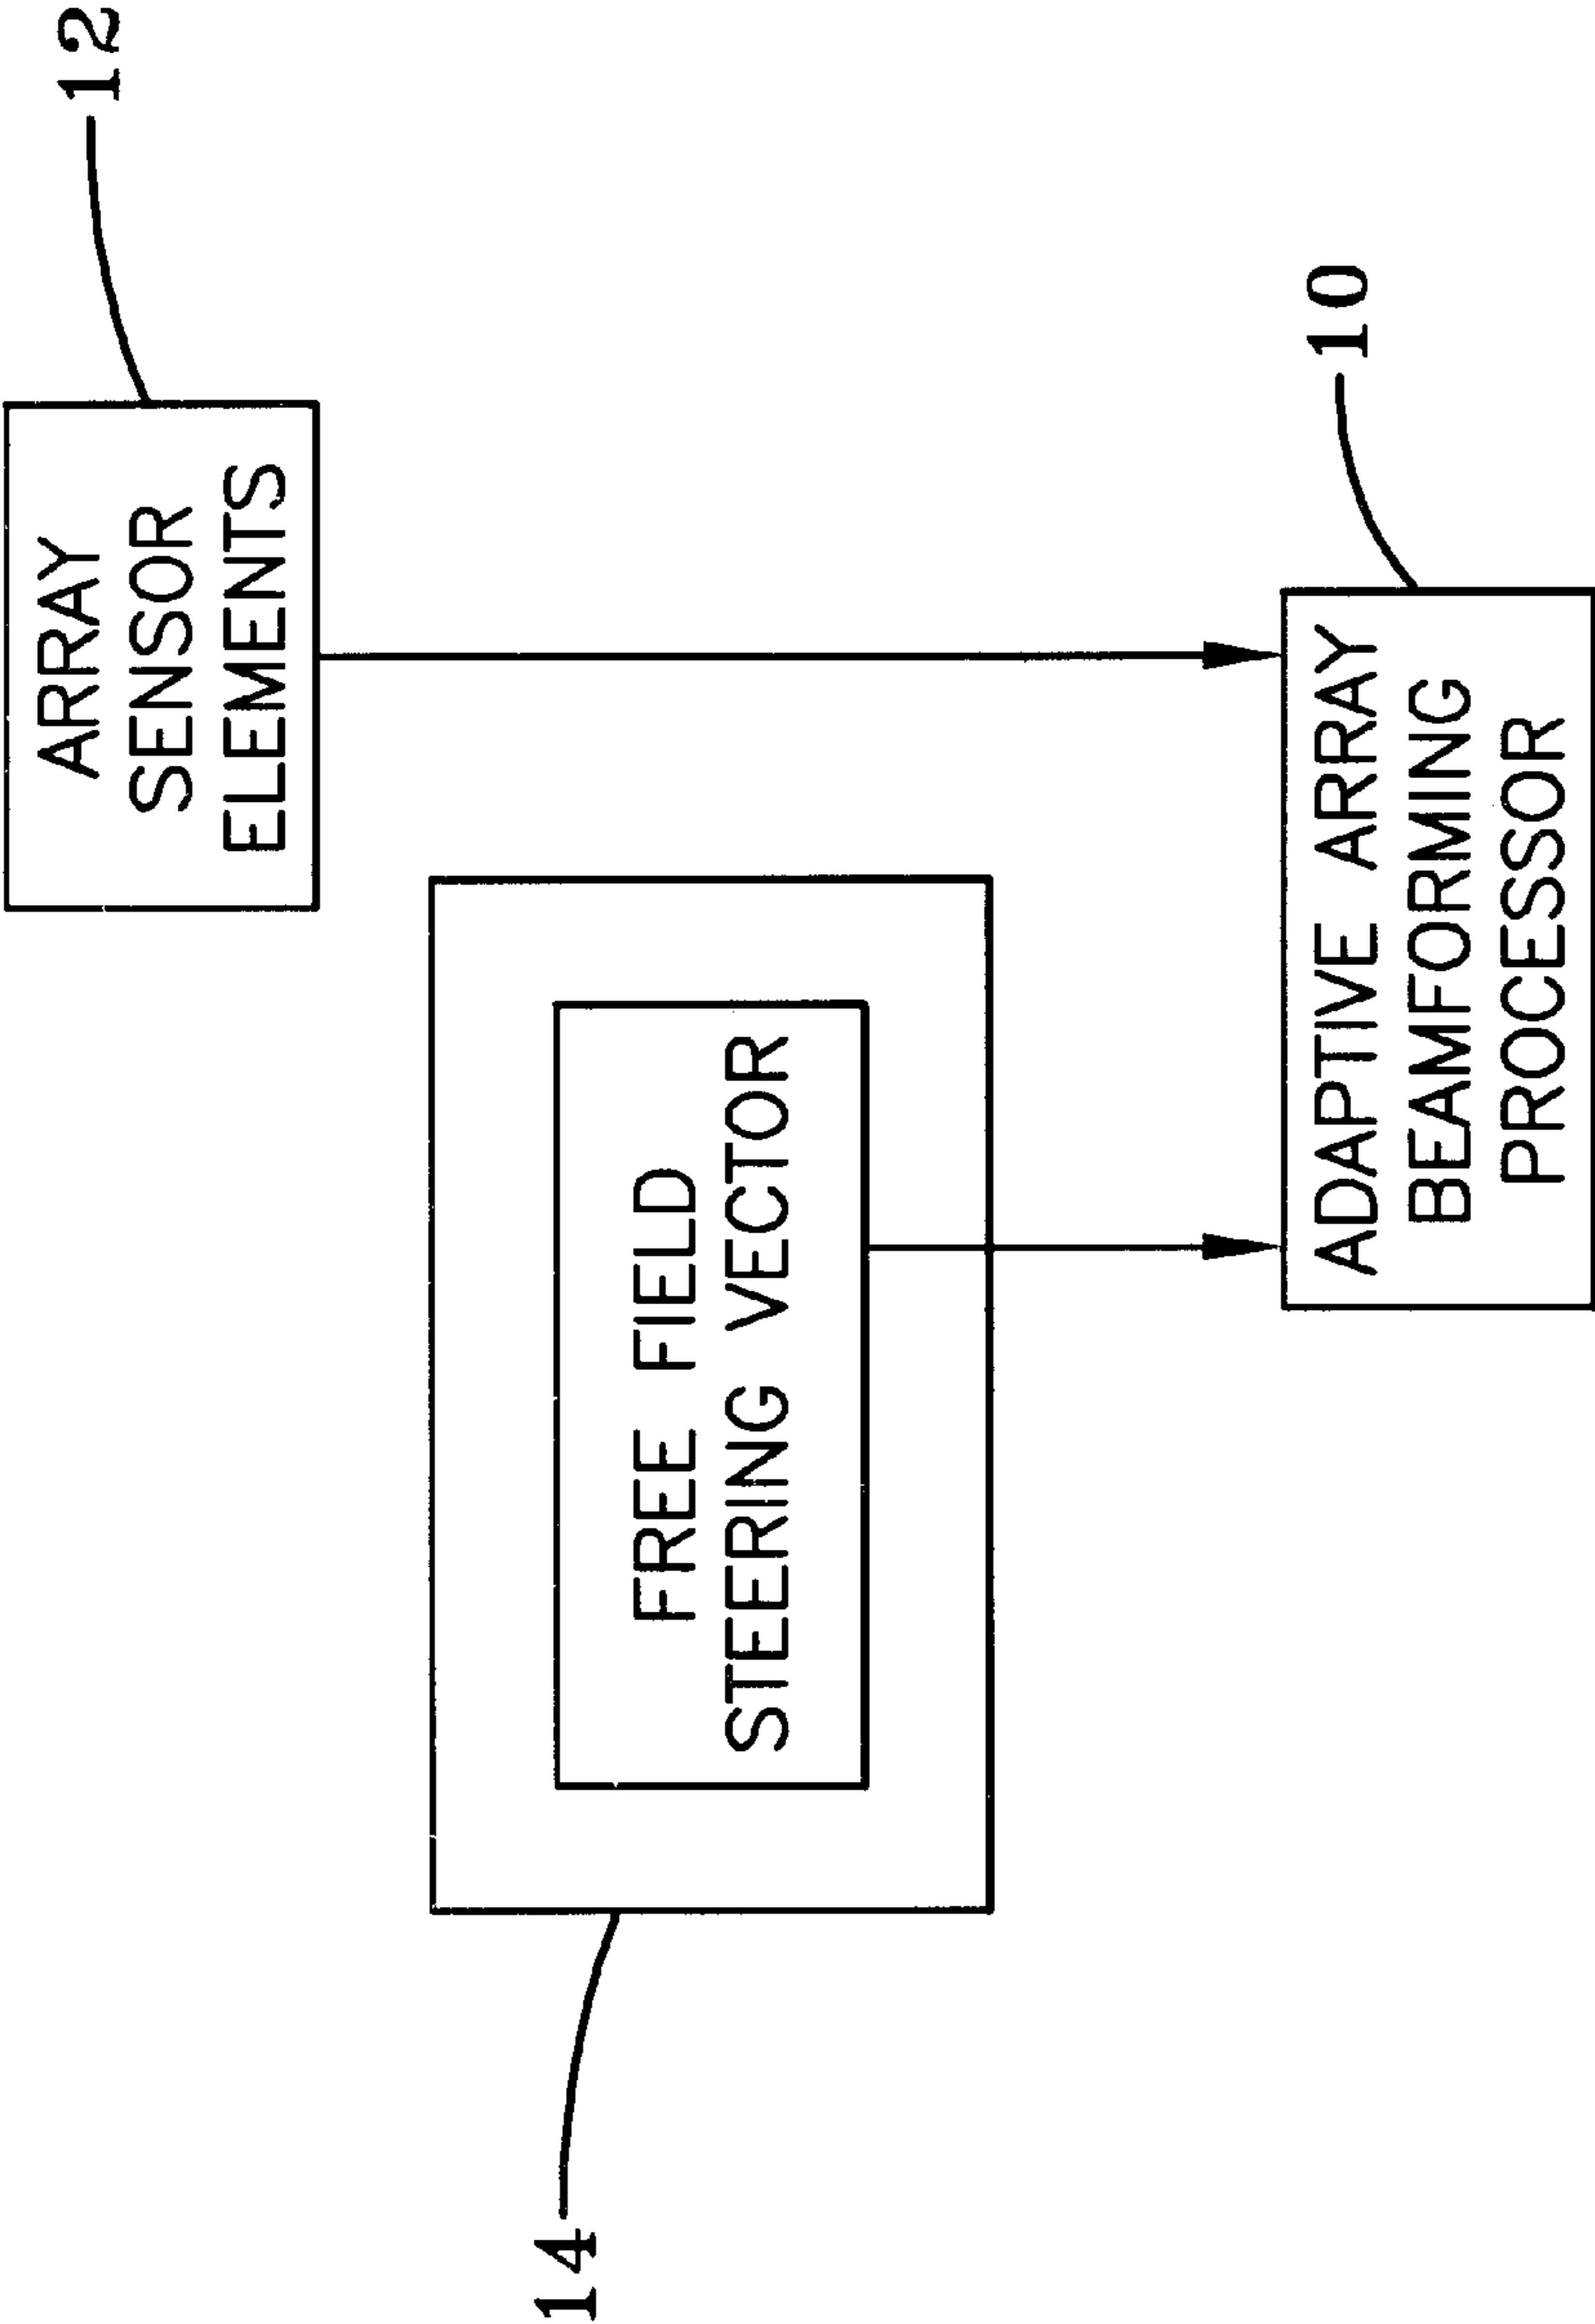 12
ARRAY
SENSOR
ELEMENTS
14
FREE FIELD
STEERING VECTOR
10
ADAPTIVE ARRAY
BEAMFORMING
PROCESSOR